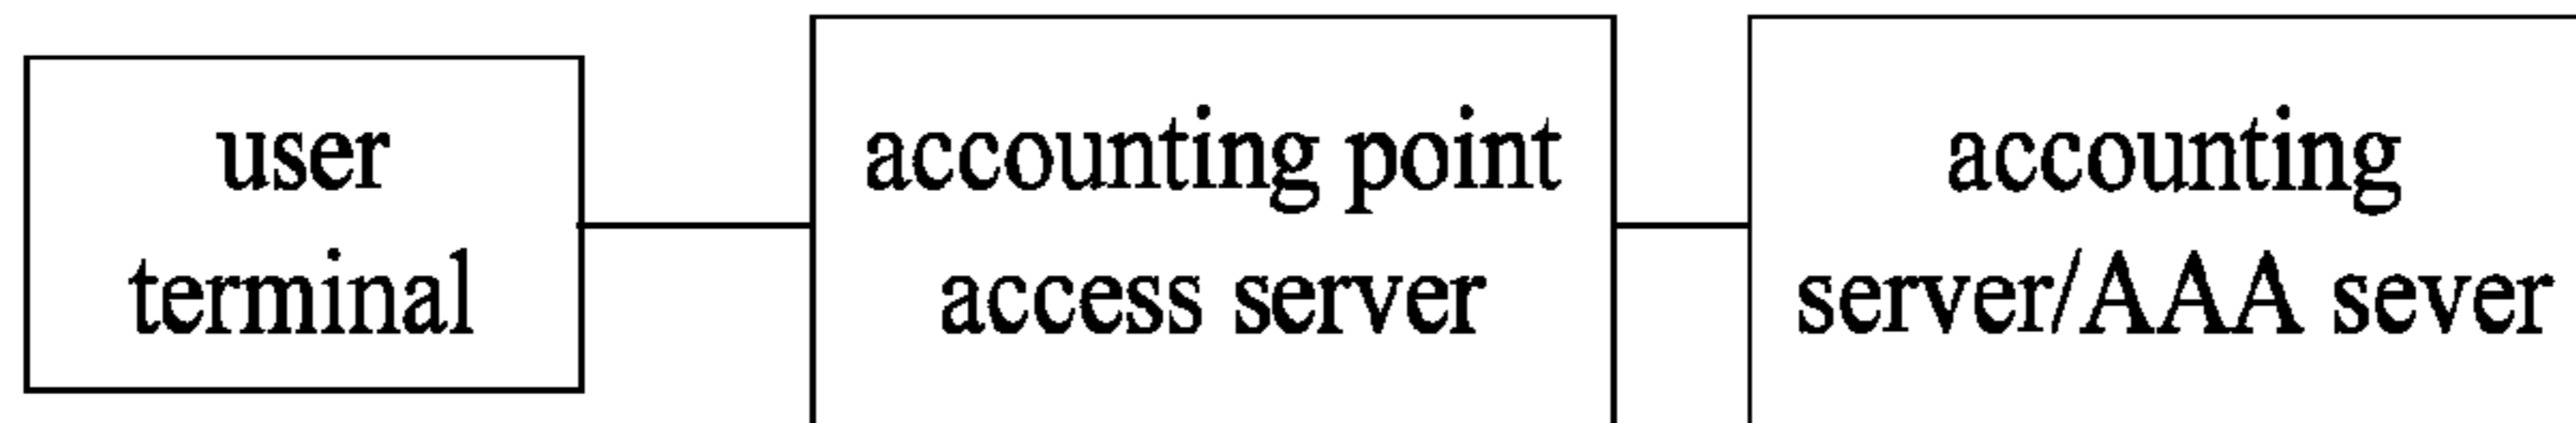 user
terminal
accounting point
access server
accounting
server/AAA sever